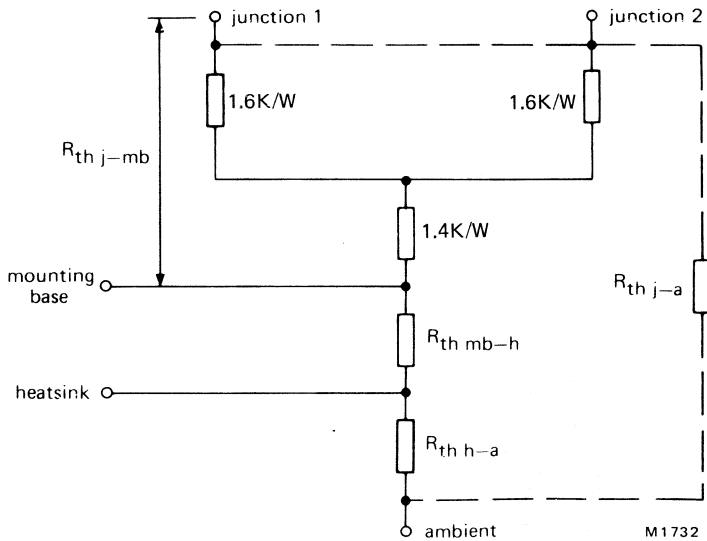 junction 1
junction 2
1.6K/W
1.6K/W
R th j–mb
1.4K/W
mounting
base
R th j–a
R th mb–h
heatsink
R th h–a
ambient
M1732